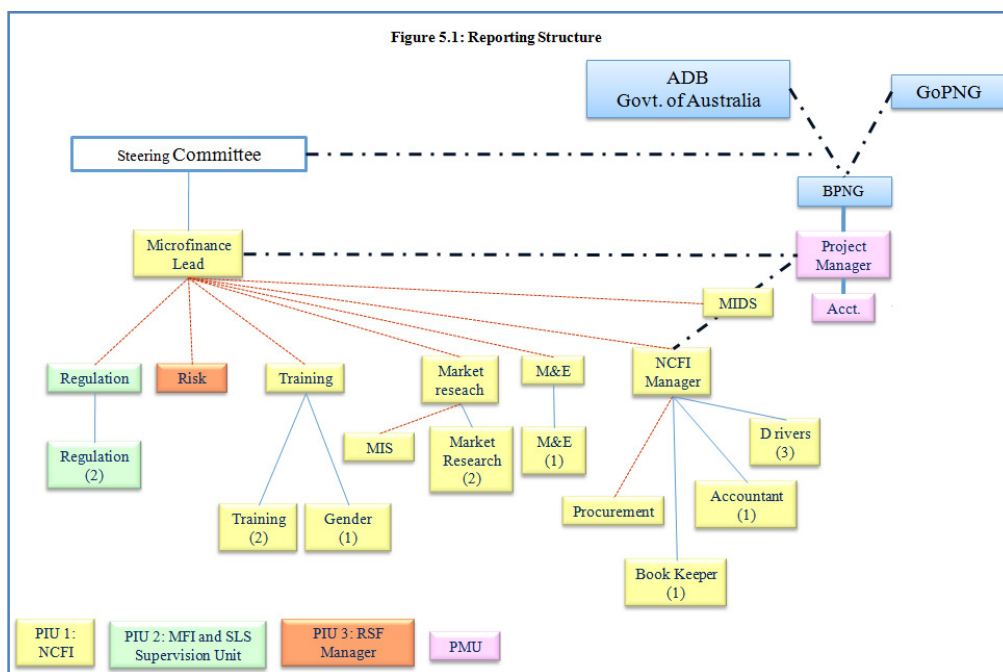 Figure 5.1: Reporting Structure
ADB
Govt. of Australia
GoPNG
Steering Committee
BPNG
Microfinance
Lead
Project
Manager
MIDS
Acct.
Regulation
Risk
Training
Market
reseach
M&E
NCFI
Manager
Regulation
(2)
MIS
Market
Research
(2)
M&E
(1)
Drivers
(3)
Training
(2)
Gender
(1)
Procurement
Accountant
(1)
Book Keeper
(1)
PIU 1:
NCFI
PIU 2: MFI and SLS
Supervision Unit
PIU 3: RSF
Manager
PMU